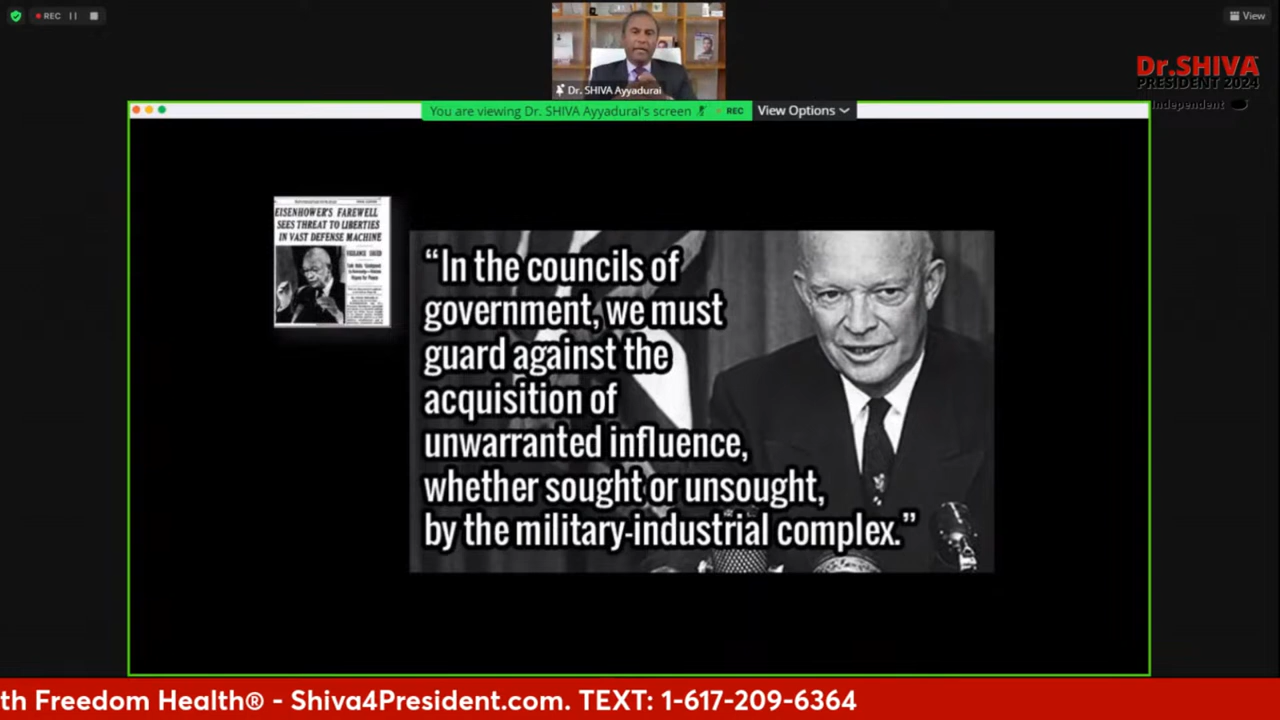 REC
View
Dr. SHIVA Ayyadurai
Dr.SHIVA
PRESIDENT 2024
Independent
You are viewing Dr. SHIVA Ayyadurai's screen
REC
View Options
EISENHOWER'S FAREWELL
SEES THREAT TO LIBERTIES
IN VAST DEFENSE MACHINE
“In the councils of
government, we must
guard against the
acquisition of
unwarranted influence,
whether sought or unsought,
by the military-industrial complex.”
th Freedom Health® - Shiva4President.com. TEXT: 1-617-209-6364